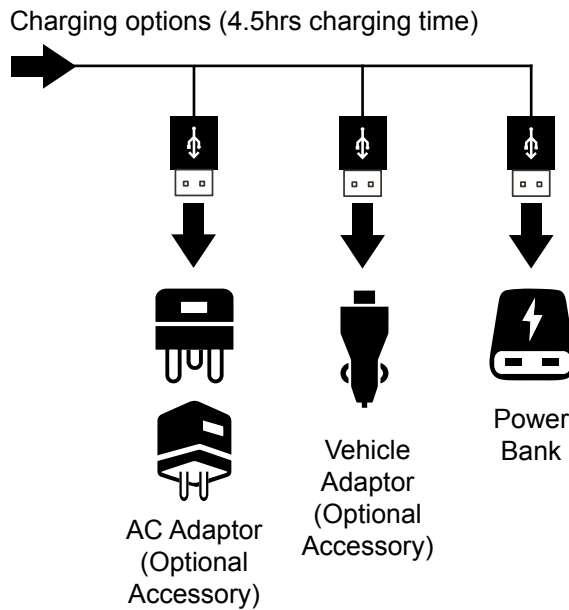 Charging options (4.5hrs charging time)
AC Adaptor
(Optional
Accessory)
Vehicle
Adaptor
(Optional
Accessory)
Power
Bank